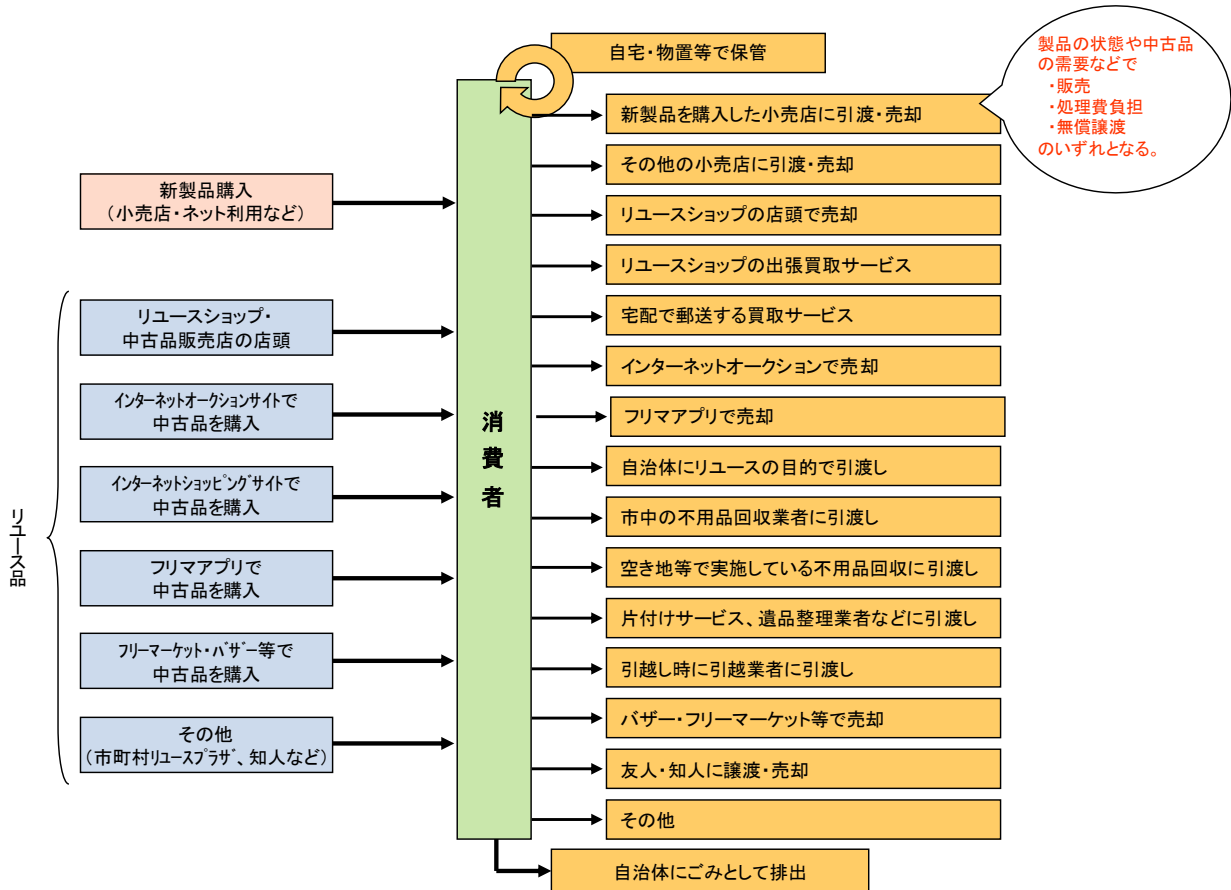 自宅・物置等で保管
製品の状態や中古品
の需要などで
・販売
・処理費負担
・無償譲渡
のいずれとなる。
新製品購入
（小売店・ネット利用など）
リユース品
リユースショップ・
中古品販売店の店頭
ｲﾝﾀｰﾈｯﾄオークションサイトで
中古品を購入
ｲﾝﾀｰﾈｯﾄショッピﾝｸﾞサイトで
中古品を購入
フリマアプリで
中古品を購入
フリーマーケット・ﾊﾞｻﾞｰ等で
中古品を購入
その他
（市町村ﾘﾕｰｽﾌﾟﾗｻﾞ、知人など）
消費者
新製品を購入した小売店に引渡・売却
その他の小売店に引渡・売却
リユースショップの店頭で売却
リユースショップの出張買取サービス
宅配で郵送する買取サービス
インターネットオークションで売却
フリマアプリで売却
自治体にリユースの目的で引渡し
市中の不用品回収業者に引渡し
空き地等で実施している不用品回収に引渡し
片付けサービス、遺品整理業者などに引渡し
引越し時に引越業者に引渡し
バザー・フリーマーケット等で売却
友人・知人に譲渡・売却
その他
自治体にごみとして排出